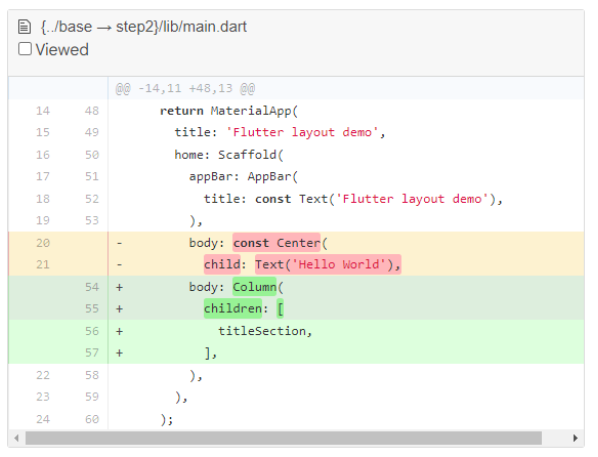 {../base → step2}/lib/main.dart
Viewed
@@ -14,11 +48,13 @@
14 48 return MaterialApp(
15 49 title: 'Flutter layout demo',
16 50 home: Scaffold(
17 51 appBar: AppBar(
18 52 title: const Text('Flutter layout demo'),
19 53 ),
20 - body: const Center(
21 - child: Text('Hello World'),
54 + body: Column(
55 + children: [
56 + titleSection,
57 + ],
22 58 ),
23 59 ),
24 60 );